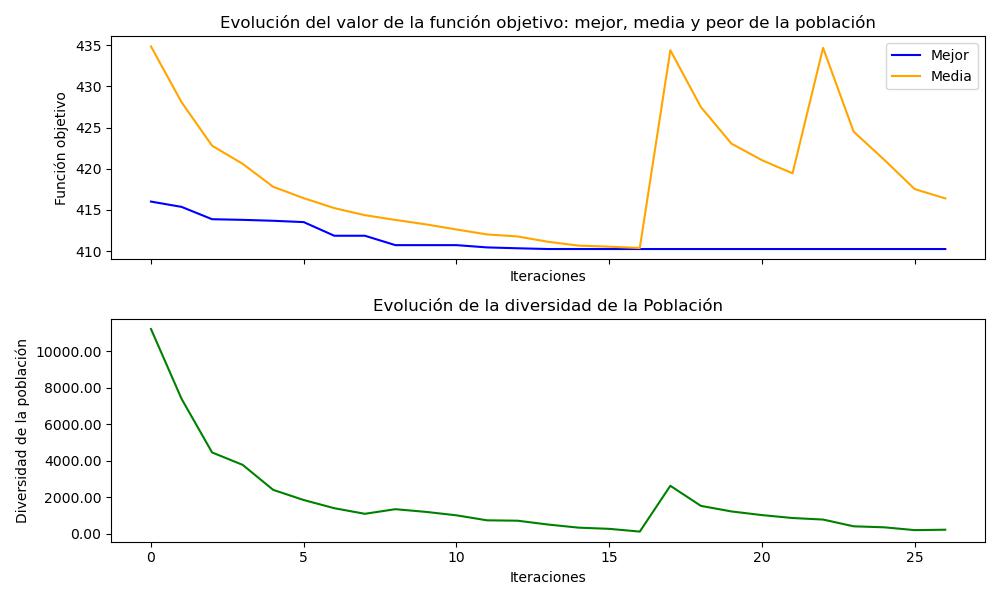 Evolución del valor de la función objetivo: mejor, media y peor de la población
Función objetivo
435
430
425
420
415
410
Mejor
Media
Iteraciones
Evolución de la diversidad de la Población
Diversidad de la población
10000.00
8000.00
6000.00
4000.00
2000.00
0.00
0 5 10 15 20 25
Iteraciones